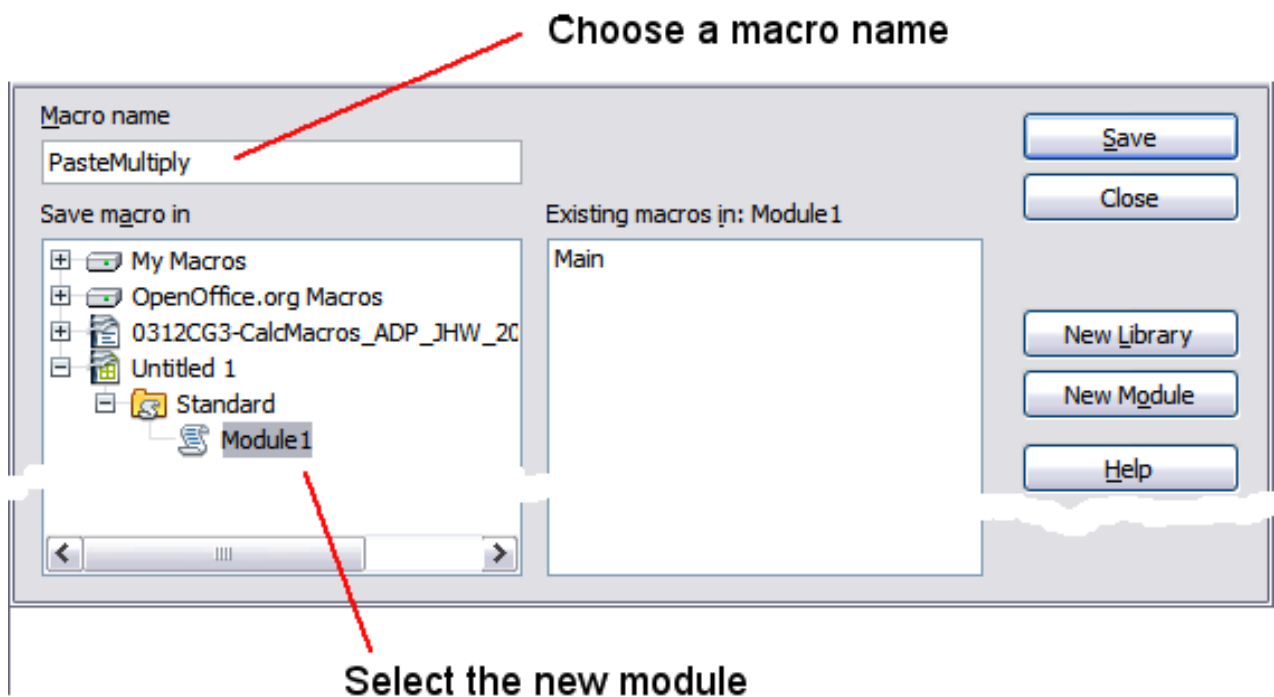 Choose a macro name
Macro name
PasteMultiply
Save
Close
Save macro in
Existing macros in: Module1
My Macros
OpenOffice.org Macros
0312CG3-CalcMacros_ADP_JHW_20
Untitled 1
Standard
Module1
Main
New Library
New Module
Help
Select the new module